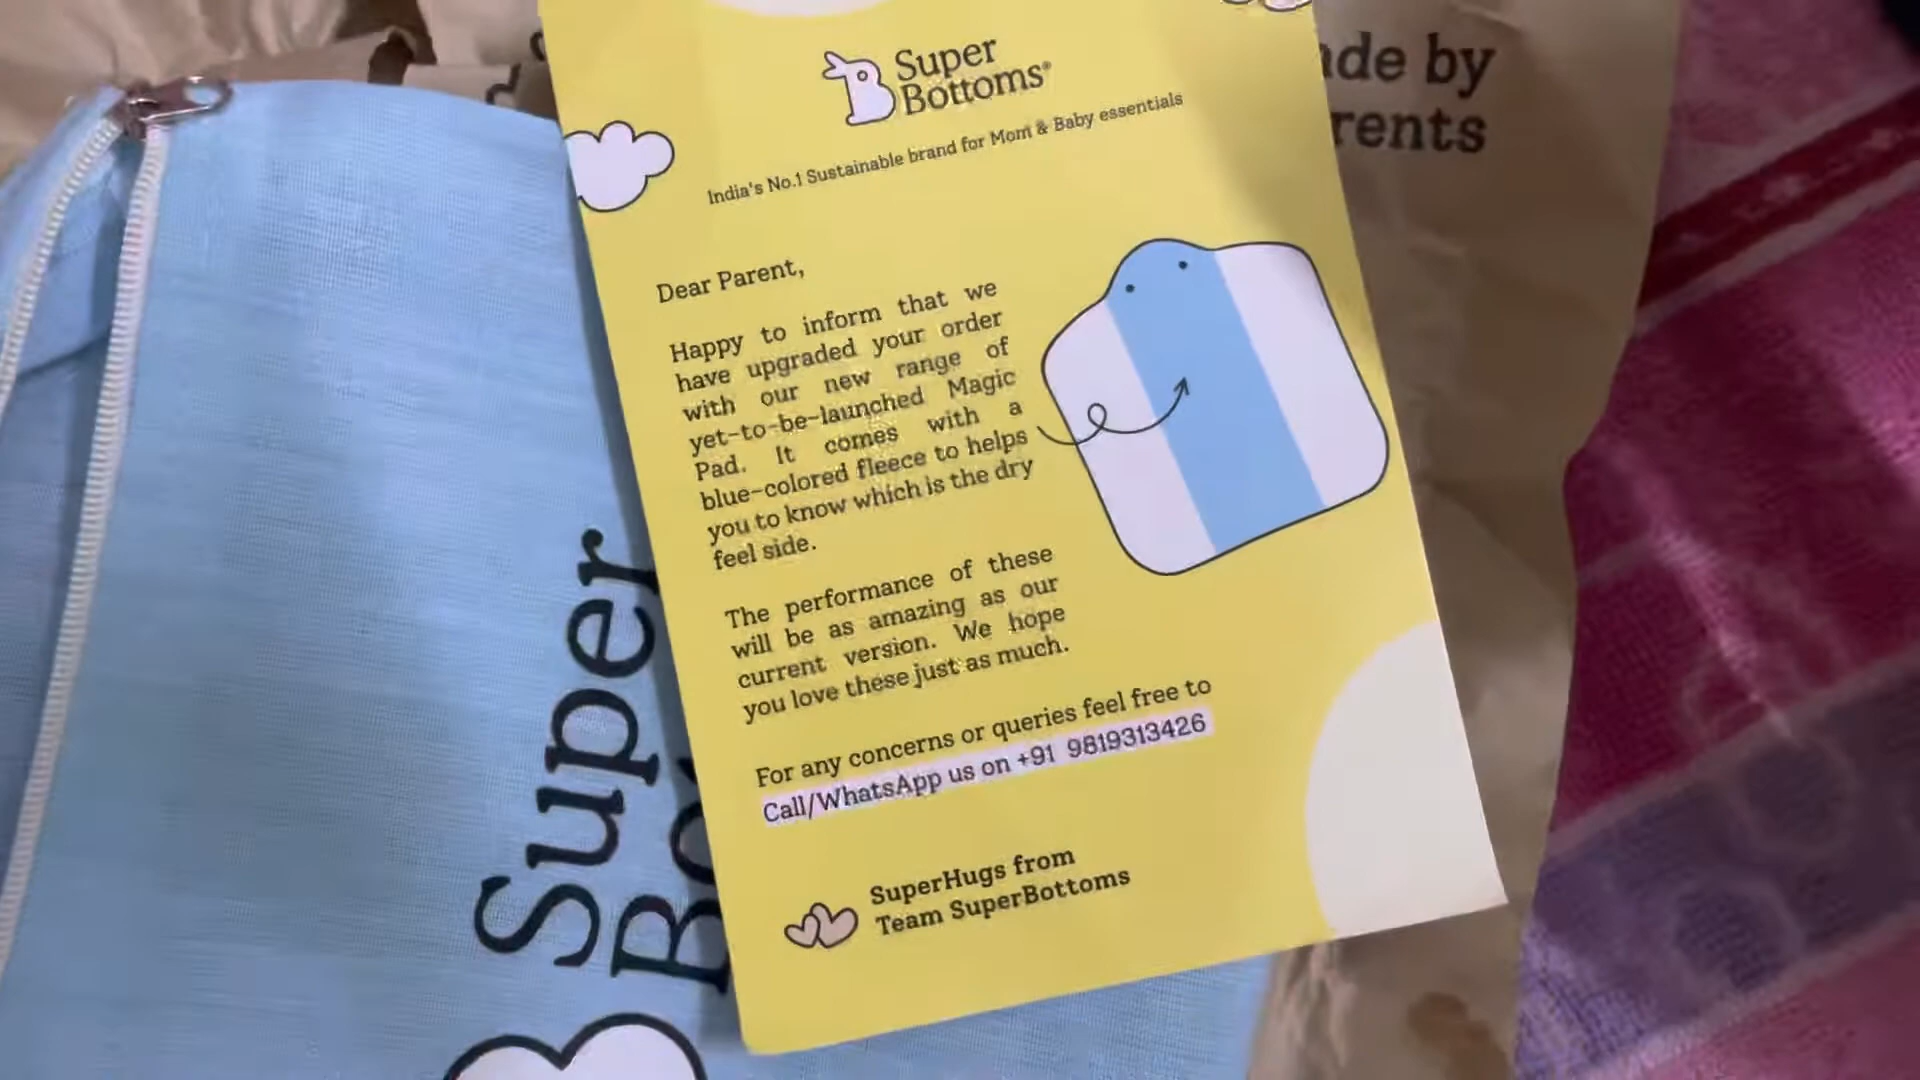 Super
Bottoms®
India's No.1 Sustainable brand for Mom & Baby essentials
Dear Parent,
Happy to inform that we
have upgraded your order
with our new range of
yet-to-be-launched Magic
Pad. It comes with a
blue-colored fleece to helps
you to know which is the dry
feel side.
The performance of these
will be as amazing as our
current version. We hope
you love these just as much.
For any concerns or queries feel free to
Call/WhatsApp us on +91 9819313426
SuperHugs from
Team SuperBottoms
Super
by